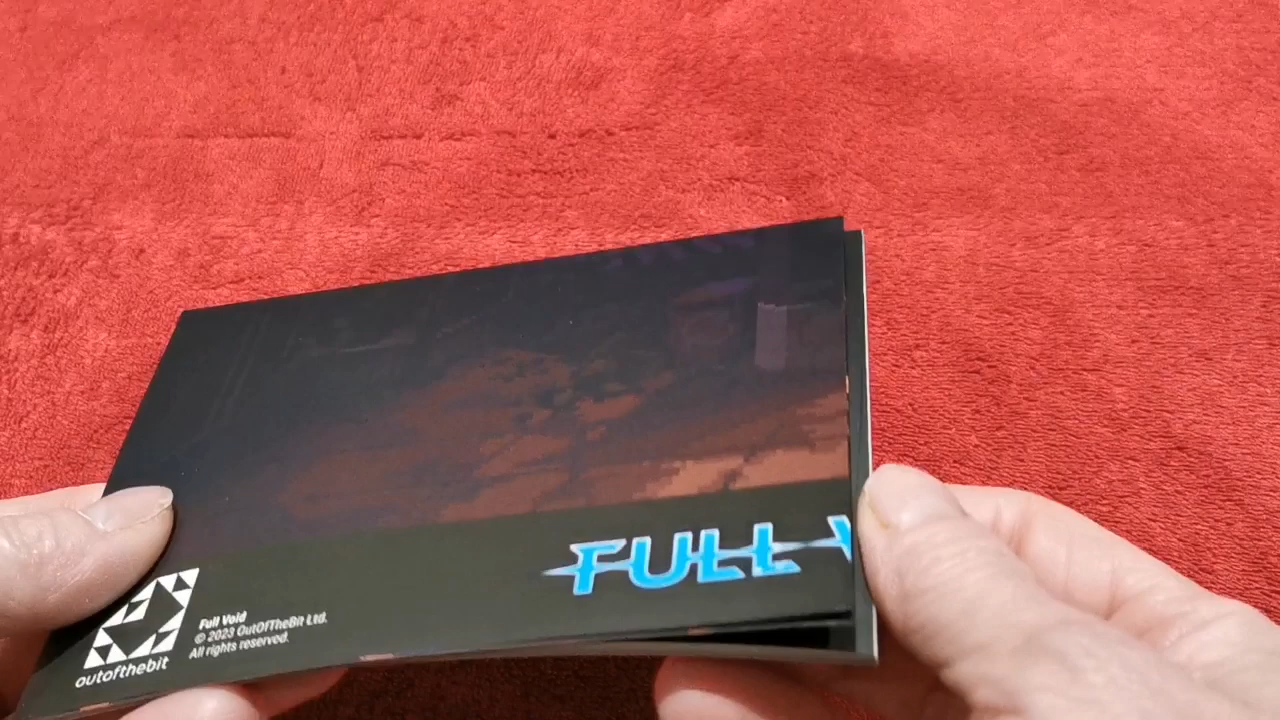 FULL V
Full Void
© 2023 OutOfTheBit Ltd.
All rights reserved.
outofthebit